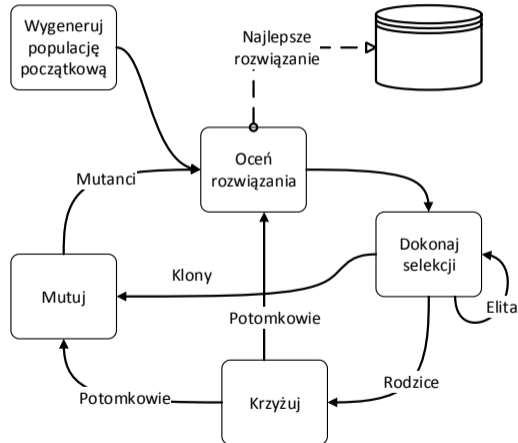 Wygeneruj
populację
początkową
Najlepsze
rozwiązanie
Oceń
rozwiązania
Mutanci
Dokonaj
selekcji
Klony
Mutuj
Elita
Potomkowie
Rodzice
Potomkowie
Krzyżuj